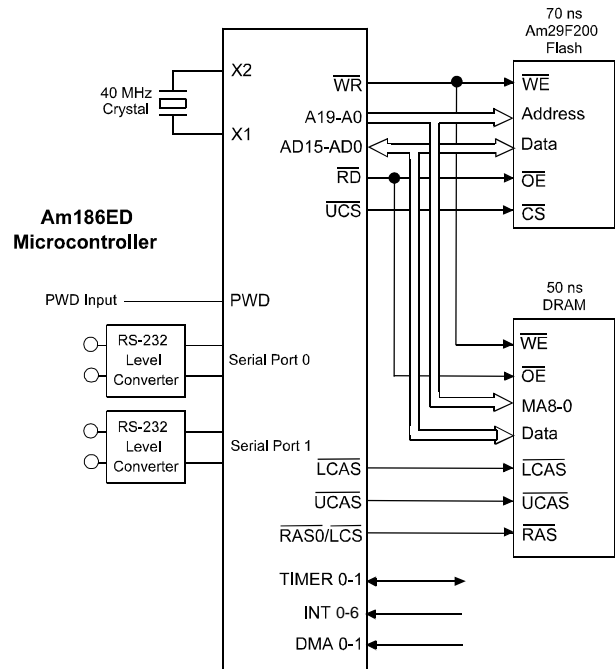 70 ns
Am29F200
Flash
X2
40 MHz
Crystal
X1
WR
WE
A19-A0
Address
AD15-AD0
Data
RD
OE
UCS
CS
Am186ED
Microcontroller
PWD Input
PWD
50 ns
DRAM
RS-232
Level
Converter
Serial Port 0
WE
OE
MA8-0
RS-232
Level
Converter
Serial Port 1
Data
LCAS
LCAS
UCAS
UCAS
RAS0/LCS
RAS
TIMER 0-1
INT 0-6
DMA 0-1